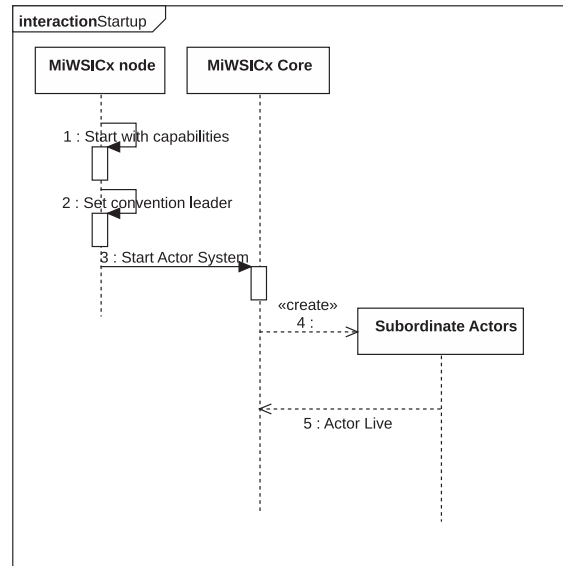 interactionStartup
MiWSICx node
MiWSICx Core
1 : Start with capabilities
2 : Set convention leader
3 : Start Actor System
«create»
4 :
Subordinate Actors
5 : Actor Live